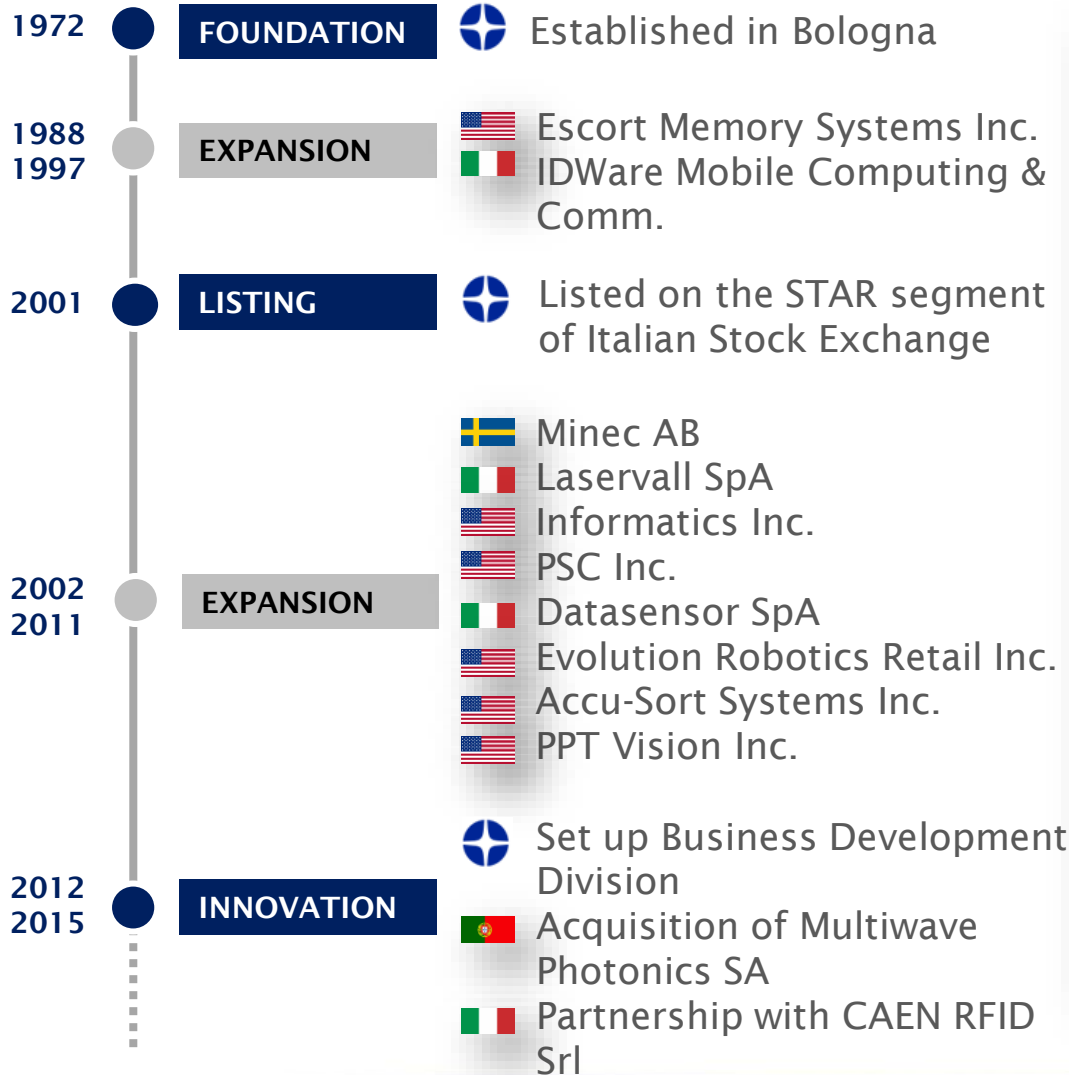 1972
FOUNDATION
Established in Bologna
1988
1997
EXPANSION
Escort Memory Systems Inc.
IDWare Mobile Computing &
Comm.
2001
LISTING
Listed on the STAR segment
of Italian Stock Exchange
2002
2011
EXPANSION
Minec AB
Laservall SpA
Informatics Inc.
PSC Inc.
Datasensor SpA
Evolution Robotics Retail Inc.
Accu-Sort Systems Inc.
PPT Vision Inc.
2012
2015
INNOVATION
Set up Business Development
Division
Acquisition of Multiwave
Photonics SA
Partnership with CAEN RFID
Srl